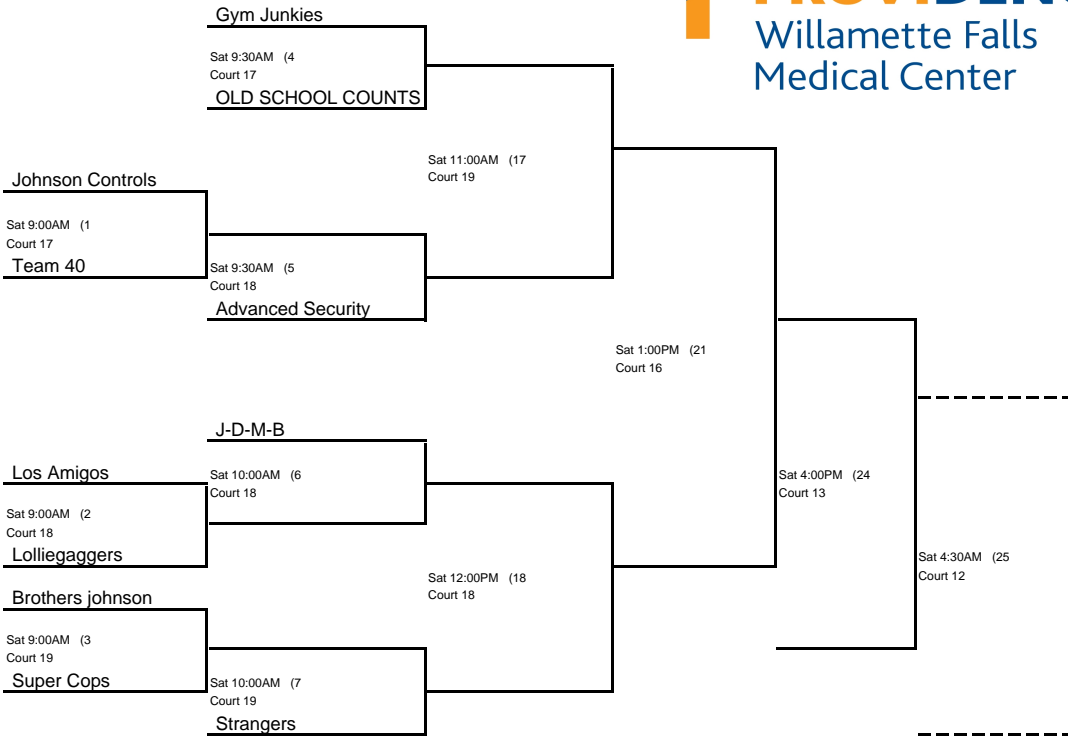 Gym Junkies
Sat 9:30AM (4
Court 17
OLD SCHOOL COUNTS
Willamette Falls
Medical Center
Sat 11:00AM (17
Court 19
Johnson Controls
Sat 9:00AM (1
Court 17
Team 40
Sat 9:30AM (5
Court 18
Advanced Security
Sat 1:00PM (21
Court 16
J-D-M-B
Los Amigos
Sat 10:00AM (6
Court 18
Sat 4:00PM (24
Court 13
Sat 9:00AM (2
Court 18
Lolliegaggers
Sat 4:30AM (25
Court 12
Sat 12:00PM (18
Court 18
Brothers johnson
Sat 9:00AM (3
Court 19
Super Cops
Sat 10:00AM (7
Court 19
Strangers